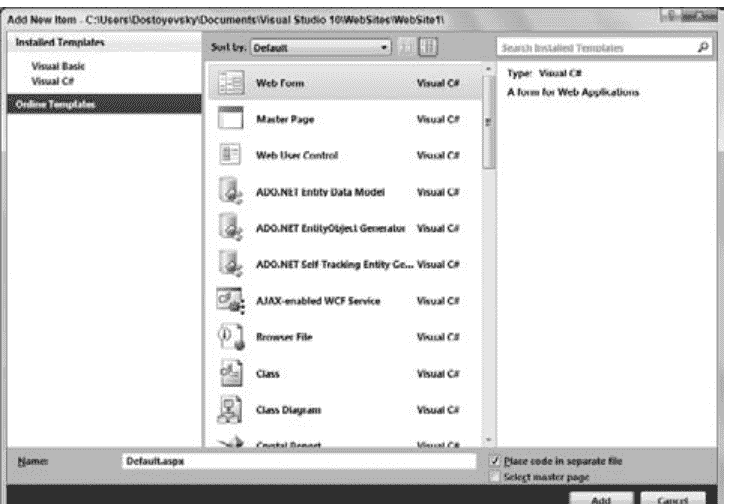 Add New Item - C:\Users\Dostoyevsky\Documents\Visual Studio 10\WebSites\WebSite1\
Installed Templates
Visual Basic
Visual C#
Online Templates
Sort by: Default
Search Installed Templates
Web Form Visual C#
Master Page Visual C#
Web User Control Visual C#
ADO.NET Entity Data Model Visual C#
ADO.NET EntityObject Generator Visual C#
ADO.NET Self Tracking Entity Ge... Visual C#
AJAX-enabled WCF Service Visual C#
Browser File Visual C#
Class Visual C#
Class Diagram Visual C#
Crystal Report Visual C#
Type: Visual C#
A form for Web Applications
Name: Default.aspx
Place code in separate file
Select master page
Add Cancel